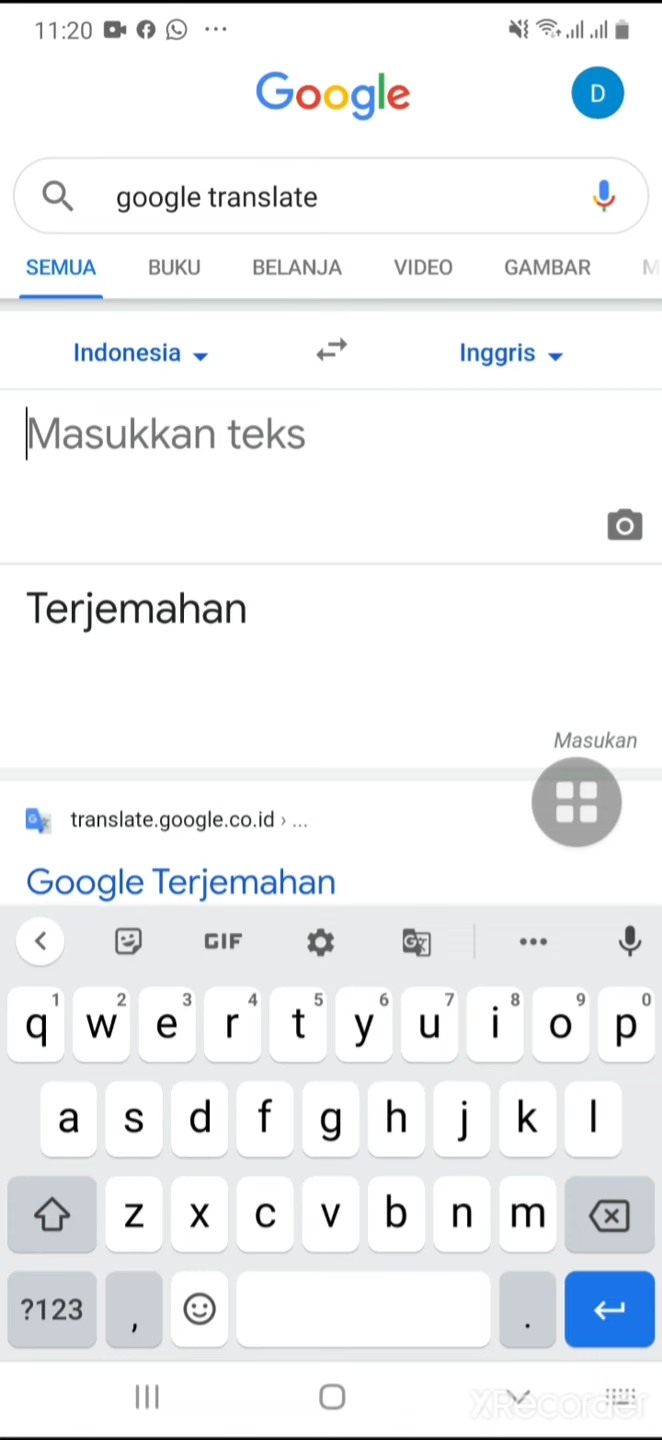 11:20
Google
D
google translate
SEMUA BUKU BELANJA VIDEO GAMBAR M
Indonesia Inggris
Masukkan teks
Terjemahan
Masukan
translate.google.co.id › ...
Google Terjemahan
GIF
1 2 3 4 5 6 7 8 9 0
q w e r t y u i o p
a s d f g h j k l
z x c v b n m
?123 , .
XRecorder